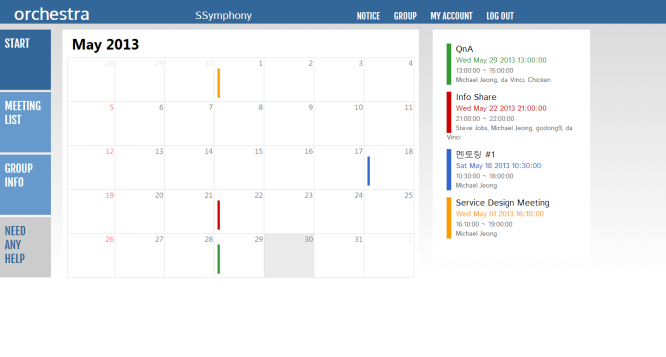 orchestra
SSymphony
NOTICE GROUP MY ACCOUNT LOG OUT
START
MEETING
LIST
GROUP
INFO
NEED
ANY
HELP
May 2013
28 29 30 1 2 3 4
5 6 7 8 9 10 11
12 13 14 15 16 17 18
19 20 21 22 23 24 25
26 27 28 29 30 31 1
QnA
Wed May 29 2013 13:00:00
13:00:00 ~ 15:00:00
Michael Jeong, da Vinci, Chicken
Info Share
Wed May 22 2013 21:00:00
21:00:00 ~ 22:00:00
Steve Jobs, Michael Jeong, godong9, da
Vinci
멘토링 #1
Sat May 18 2013 10:30:00
10:30:00 ~ 18:00:00
Michael Jeong
Service Design Meeting
Wed May 01 2013 16:10:00
16:10:00 ~ 19:00:00
Michael Jeong